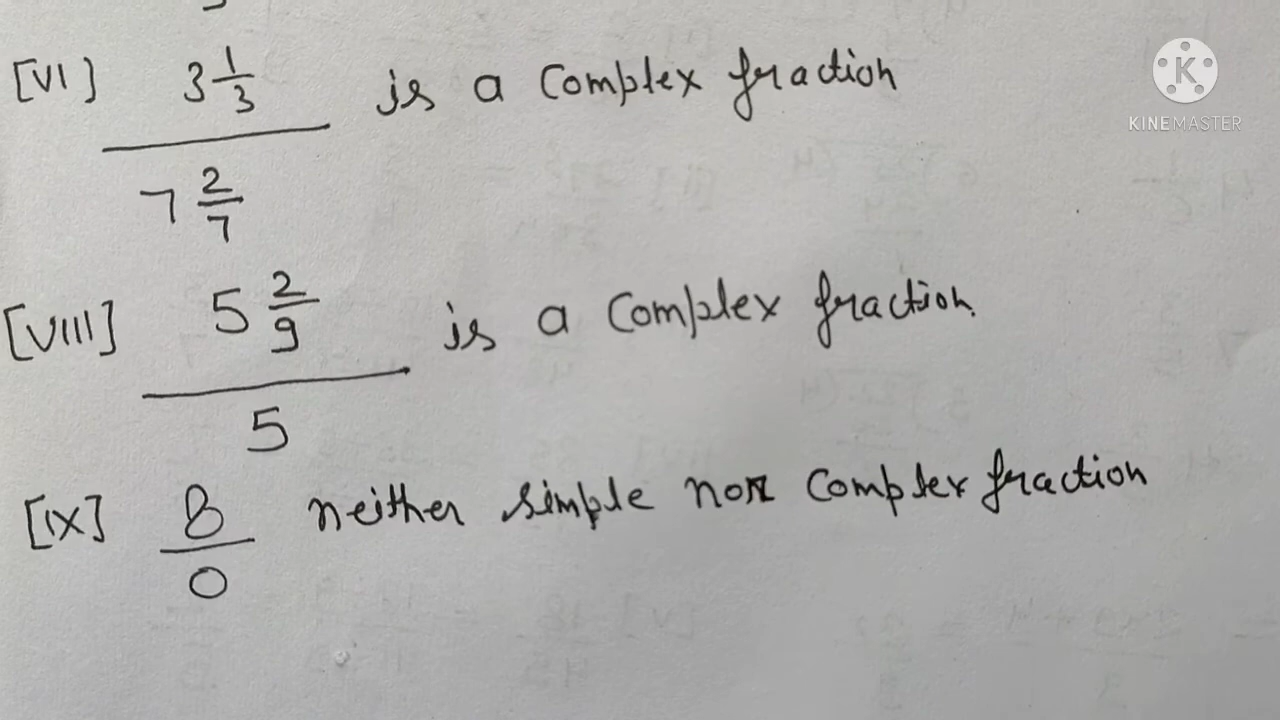 [VI] 3 1/3 / 7 2/7 is a complex fraction
[VIII] 5 2/9 / 5 is a complex fraction
[IX] 8/0 neither simple nor complex fraction
K
KINEMASTER